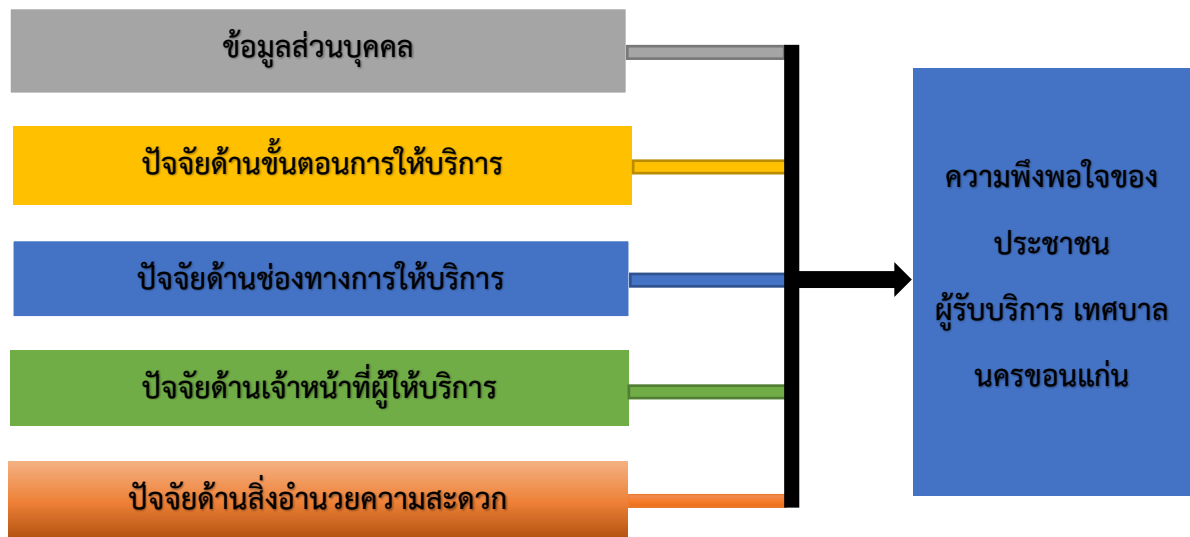 ข้อมูลส่วนบุคคล
ปัจจัยด้านขั้นตอนการให้บริการ
ปัจจัยด้านช่องทางการให้บริการ
ปัจจัยด้านเจ้าหน้าที่ผู้ให้บริการ
ปัจจัยด้านสิ่งอำนวยความสะดวก
ความพึงพอใจของ
ประชาชน
ผู้รับบริการ เทศบาล
นครขอนแก่น